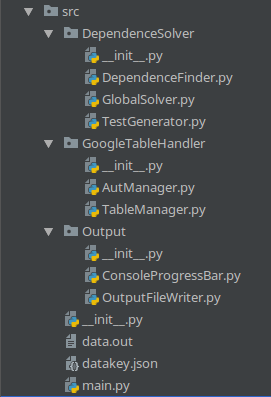 src
DependenceSolver
__init__.py
DependenceFinder.py
GlobalSolver.py
TestGenerator.py
GoogleTableHandler
__init__.py
AutManager.py
TableManager.py
Output
__init__.py
ConsoleProgressBar.py
OutputFileWriter.py
__init__.py
data.out
datakey.json
main.py